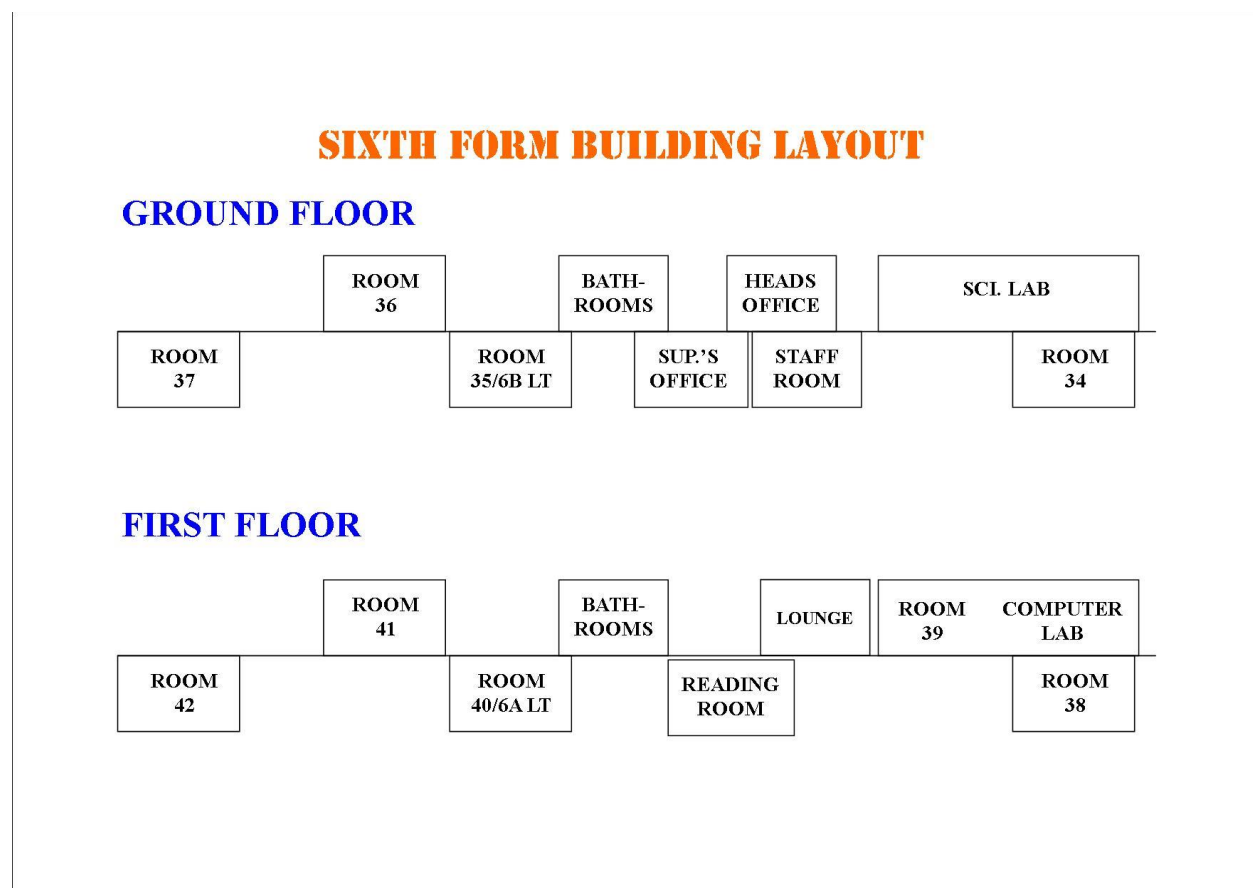 SIXTH FORM BUILDING LAYOUT
GROUND FLOOR
ROOM
36
BATH-
ROOMS
HEADS
OFFICE
SCI. LAB
ROOM
37
ROOM
35/6B LT
SUP.'S
OFFICE
STAFF
ROOM
ROOM
34
FIRST FLOOR
ROOM
41
BATH-
ROOMS
LOUNGE
ROOM
39
COMPUTER
LAB
ROOM
42
ROOM
40/6A LT
READING
ROOM
ROOM
38